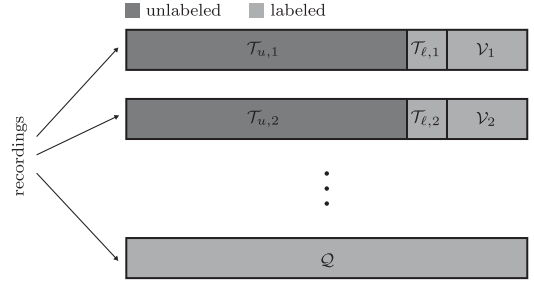 unlabeled labeled
𝒯u,1 𝒯ℓ,1 𝒱1
𝒯u,2 𝒯ℓ,2 𝒱2
recordings
𝒬